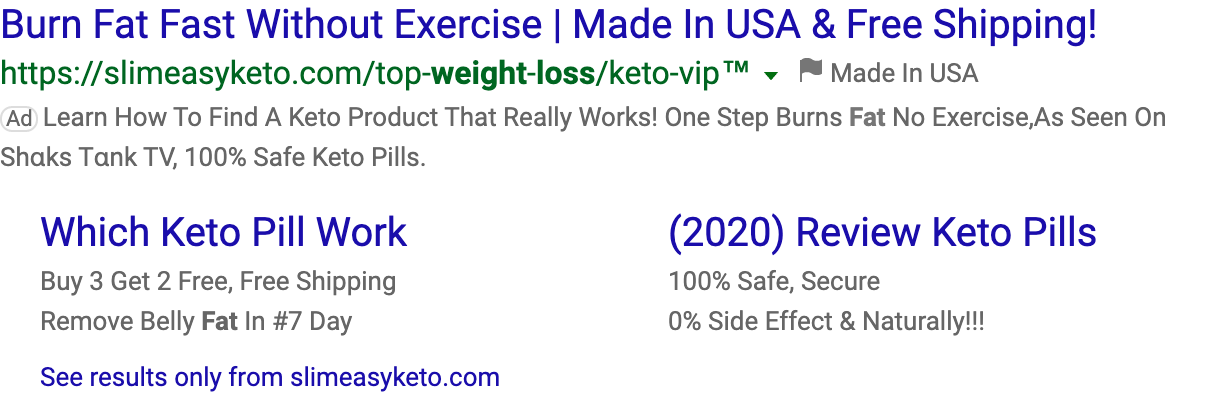 Burn Fat Fast Without Exercise | Made In USA & Free Shipping!
https://slimeasyketo.com/top-weight-loss/keto-vip™ Made In USA
Ad Learn How To Find A Keto Product That Really Works! One Step Burns Fat No Exercise,As Seen On
Shɑks Tɑnk TV, 100% Safe Keto Pills.
Which Keto Pill Work
(2020) Review Keto Pills
Buy 3 Get 2 Free, Free Shipping
100% Safe, Secure
Remove Belly Fat In #7 Day
0% Side Effect & Naturally!!!
See results only from slimeasyketo.com